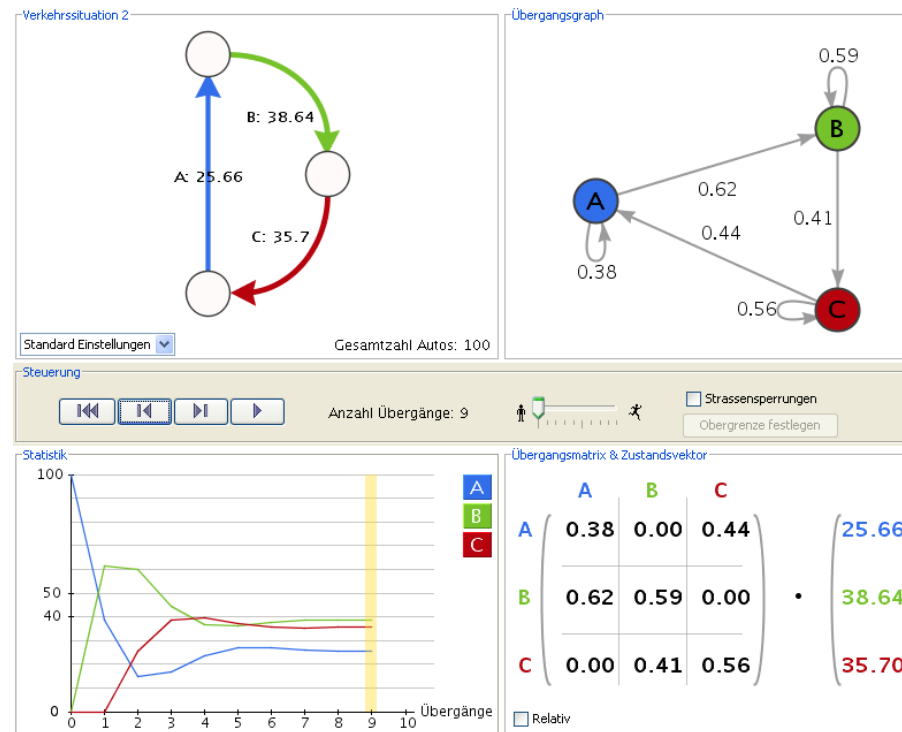 Verkehrssituation 2
B: 38.64
A: 25.66
C: 35.7
Standard Einstellungen
Gesamtzahl Autos: 100
Übergangsgraph
0.59
B
0.62
A
0.41
0.44
0.38
0.56
C
Steuerung
Anzahl Übergänge: 9
Strassensperrungen
Obergrenze festlegen
Statistik
100
50
40
0
0 1 2 3 4 5 6 7 8 9 10
Übergänge
A
B
C
Übergangsmatrix & Zustandsvektor
A B C
A 0.38 0.00 0.44 25.66
B 0.62 0.59 0.00 • 38.64
C 0.00 0.41 0.56 35.70
Relativ